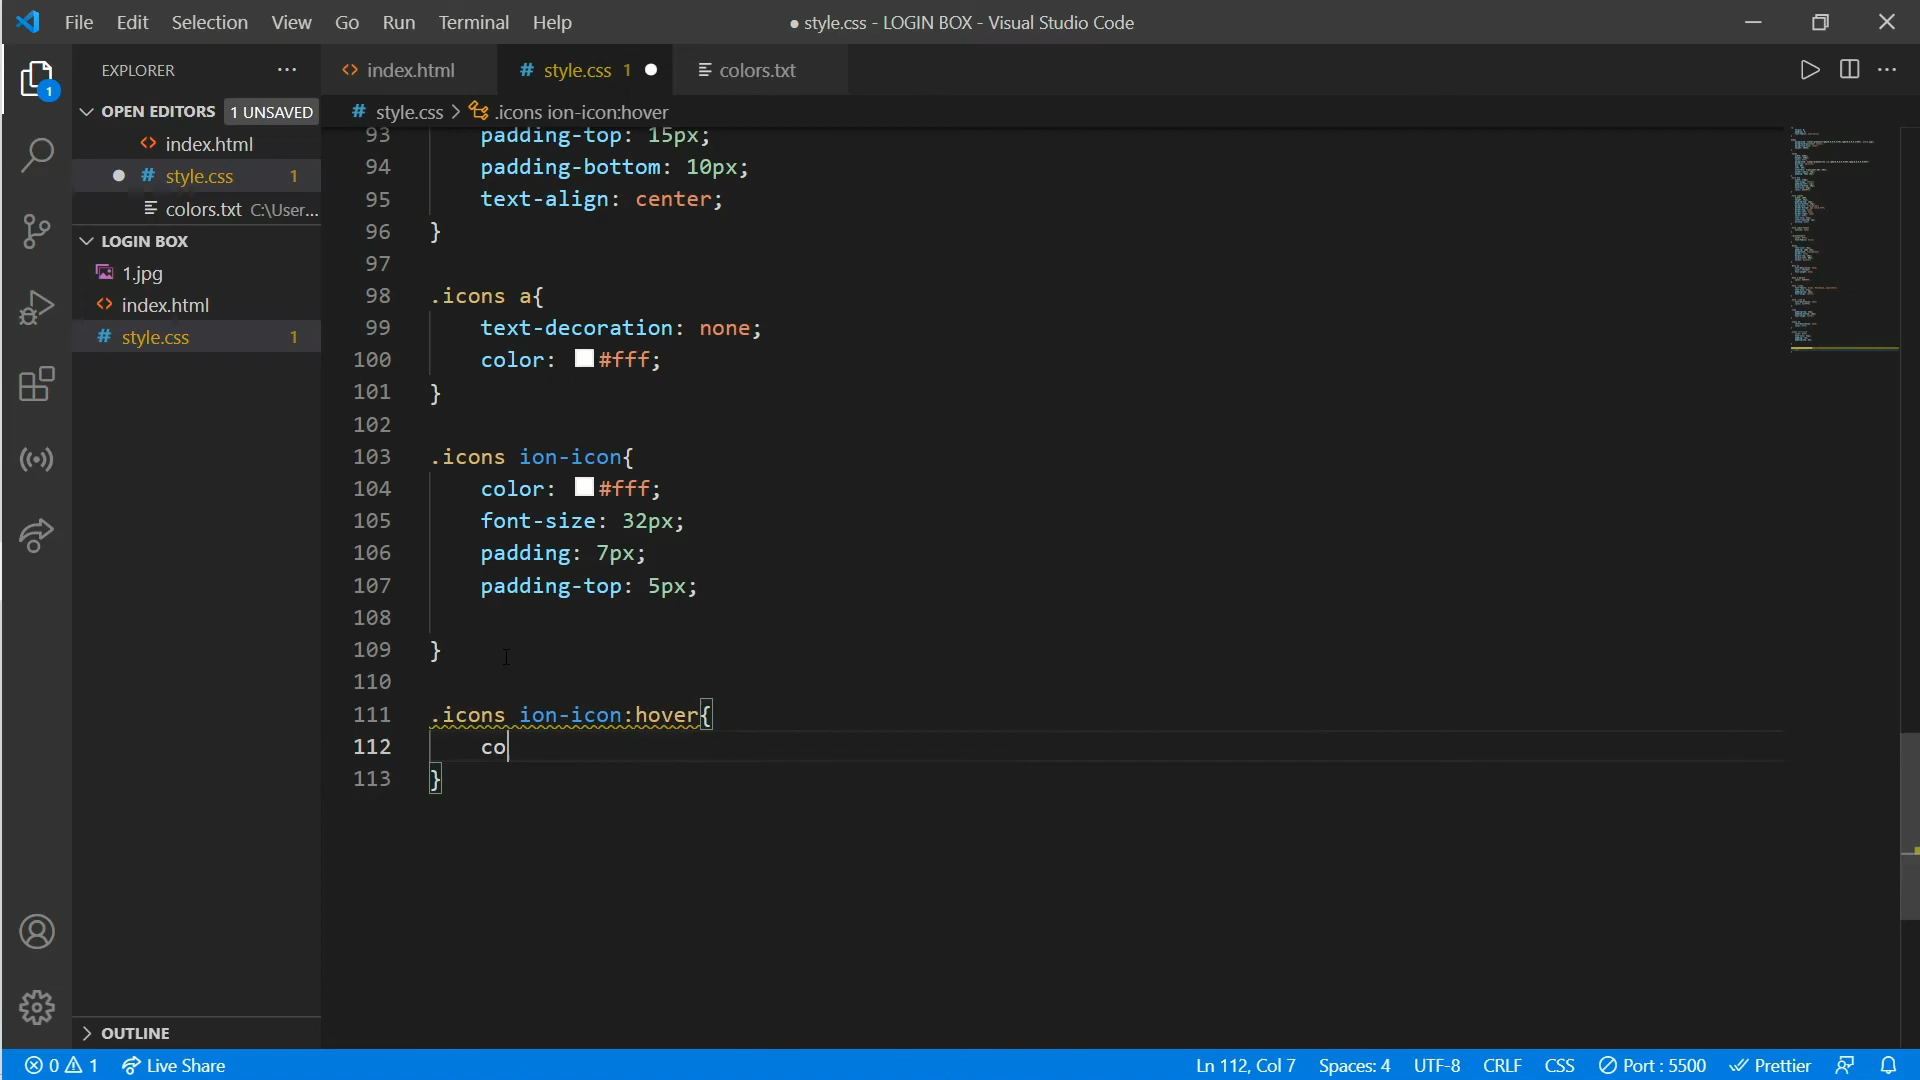 File Edit Selection View Go Run Terminal Help
● style.css - LOGIN BOX - Visual Studio Code
EXPLORER
OPEN EDITORS 1 UNSAVED
index.html
style.css 1
colors.txt C:\User...
LOGIN BOX
1.jpg
index.html
style.css 1
OUTLINE
1
index.html
style.css 1
colors.txt
style.css > .icons ion-icon:hover
93 padding-top: 15px;
94 padding-bottom: 10px;
95 text-align: center;
96 }
97
98 .icons a{
99 text-decoration: none;
100 color: #fff;
101 }
102
103 .icons ion-icon{
104 color: #fff;
105 font-size: 32px;
106 padding: 7px;
107 padding-top: 5px;
108
109 }
110
111 .icons ion-icon:hover{
112 co
113 }
0 1 Live Share
Ln 112, Col 7 Spaces: 4 UTF-8 CRLF CSS Port : 5500 Prettier